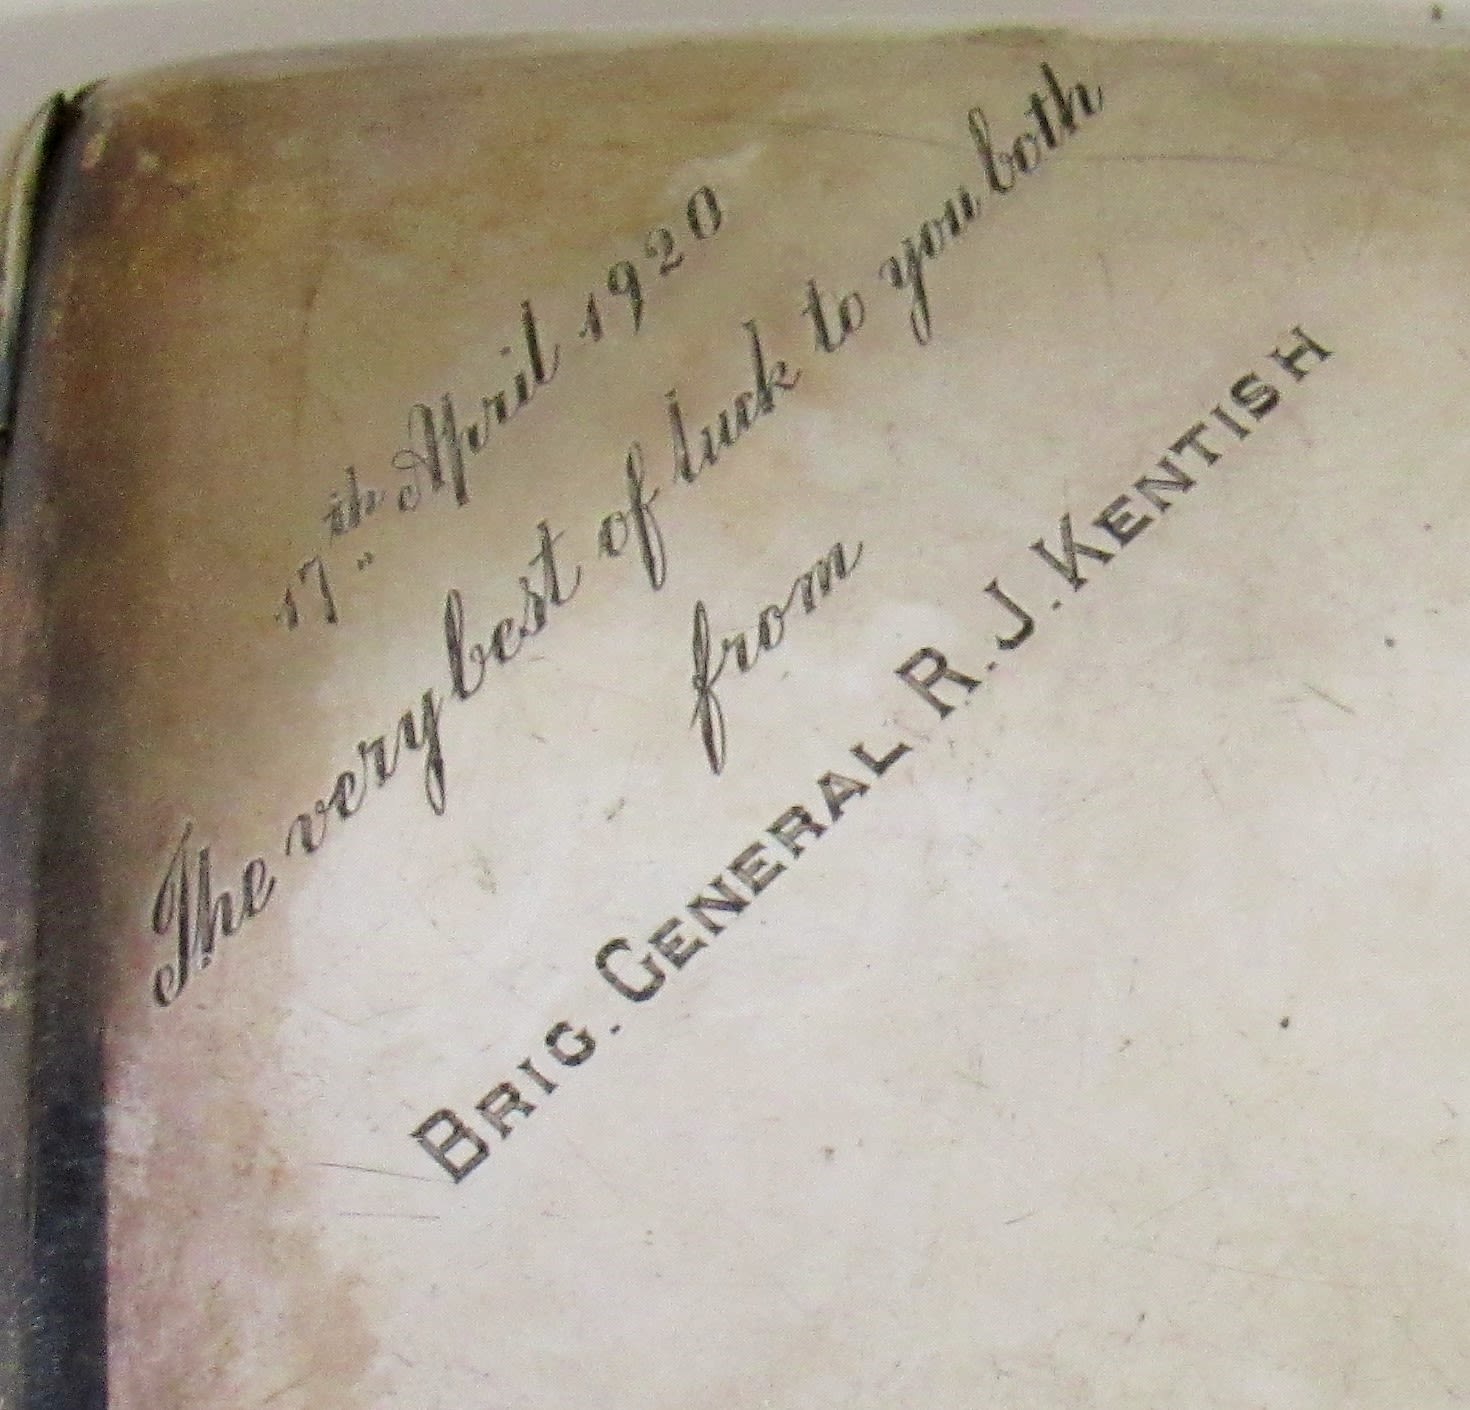 17th April 1920
The very best of luck to you both
from
BRIG. GENERAL R. J. KENTISH